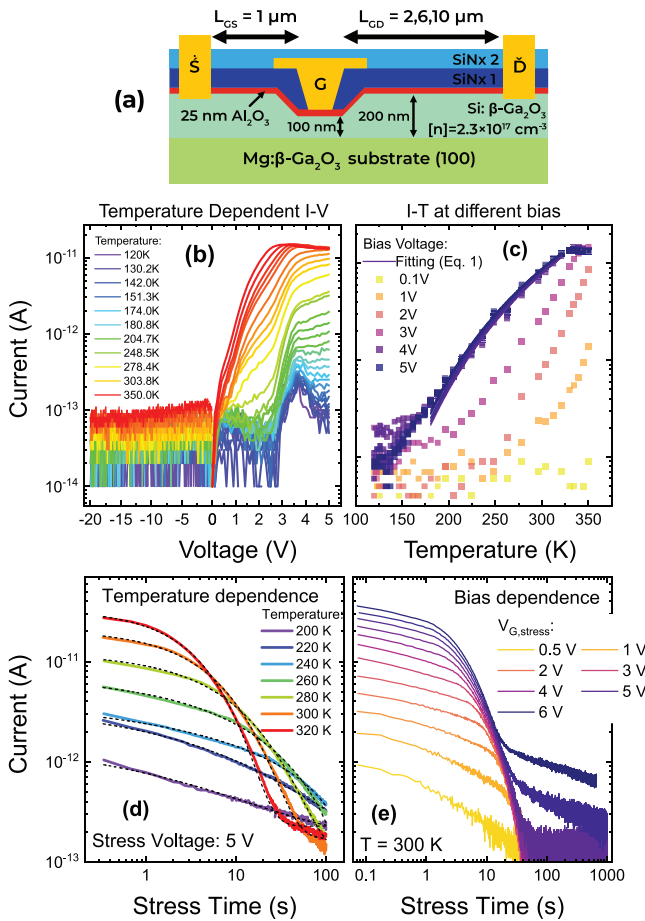 L_GS = 1 µm
L_GD = 2,6,10 µm
Ṡ
G
Ḋ
SiNx 2
SiNx 1
(a)
25 nm Al₂O₃
100 nm
200 nm
Si: β-Ga₂O₃
[n]=2.3×10¹⁷ cm⁻³
Mg:β-Ga₂O₃ substrate (100)
Temperature Dependent I-V
Temperature:
120K
130.2K
142.0K
151.3K
174.0K
180.8K
204.7K
248.5K
278.4K
303.8K
350.0K
(b)
Current (A)
10⁻¹¹
10⁻¹²
10⁻¹³
10⁻¹⁴
-20 -15 -10 -5 0 1 2 3 4 5
Voltage (V)
I-T at different bias
Bias Voltage:
Fitting (Eq. 1)
0.1V
1V
2V
3V
4V
5V
(c)
100 150 200 250 300 350
Temperature (K)
Temperature dependence
Temperature:
200 K
220 K
240 K
260 K
280 K
300 K
320 K
(d)
Stress Voltage: 5 V
Current (A)
10⁻¹¹
10⁻¹²
10⁻¹³
1 10 100
Stress Time (s)
Bias dependence
V_G,stress:
0.5 V 1 V
2 V 3 V
4 V 5 V
6 V
(e)
T = 300 K
0.1 1 10 100 1000
Stress Time (s)